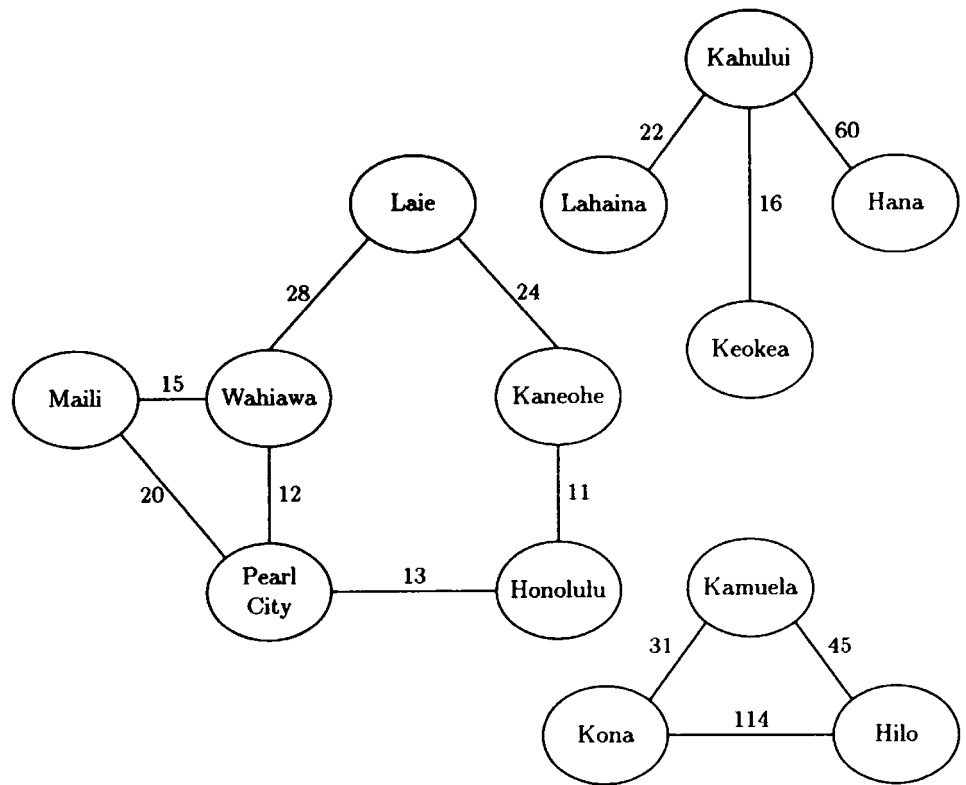 Kahului
22
60
Laie
Lahaina
16
Hana
28
24
Keokea
Maili
15
Wahiawa
Kaneohe
20
12
11
Pearl
City
13
Honolulu
Kamuela
31
45
Kona
114
Hilo